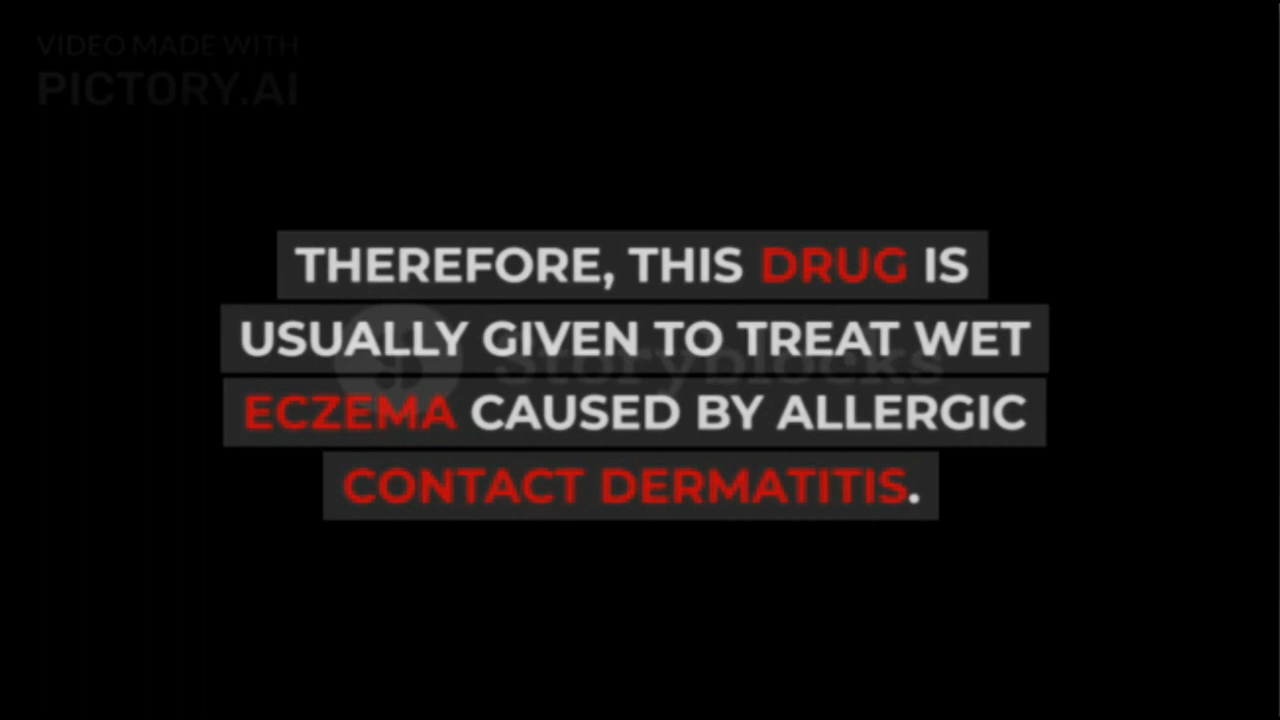 VIDEO MADE WITH
PICTORY.AI
THEREFORE, THIS DRUG IS
USUALLY GIVEN TO TREAT WET
Storyblocks
ECZEMA CAUSED BY ALLERGIC
CONTACT DERMATITIS.